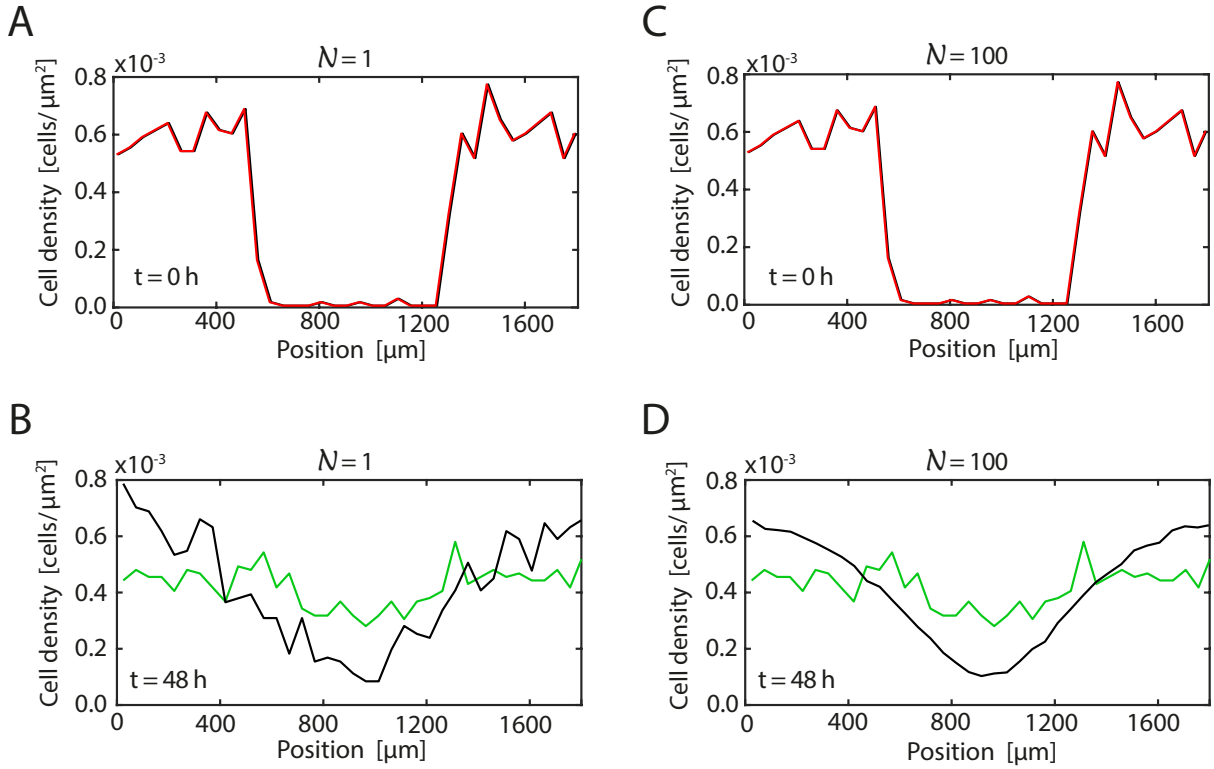 A
x10-3
N = 1
Cell density [cells/ μm2]
0.8
0.6
0.4
0.2
0.0
t = 0 h
0 400 800 1200 1600
Position [μm]
C
x10-3
N = 100
Cell density [cells/ μm2]
0.8
0.6
0.4
0.2
0.0
t = 0 h
0 400 800 1200 1600
Position [μm]
B
x10-3
N = 1
Cell density [cells/ μm2]
0.8
0.6
0.4
0.2
0.0
t = 48 h
0 400 800 1200 1600
Position [μm]
D
x10-3
N = 100
Cell density [cells/ μm2]
0.8
0.6
0.4
0.2
0.0
t = 48 h
0 400 800 1200 1600
Position [μm]